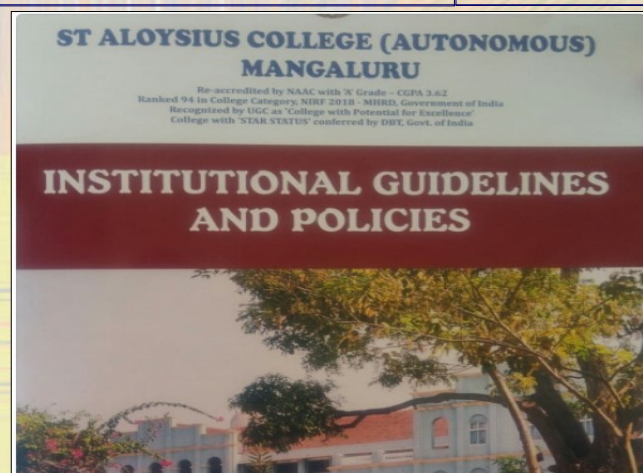 ST ALOYSIUS COLLEGE (AUTONOMOUS)
MANGALURU
Re-accredited by NAAC with 'A' Grade – CGPA 3.62
Ranked 94 in College Category, NIRF 2018 - MHRD, Government of India
Recognized by UGC as 'College with Potential for Excellence'
College with 'STAR STATUS' conferred by DBT, Govt. of India
INSTITUTIONAL GUIDELINES
AND POLICIES